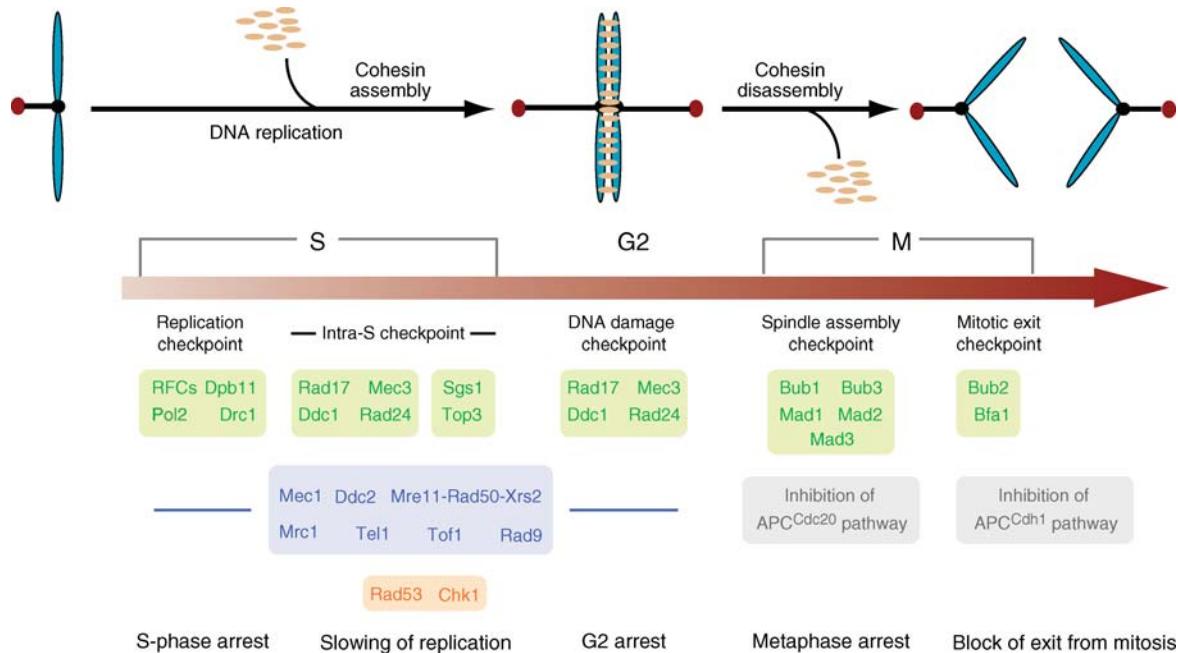 Cohesin
assembly
DNA replication
Cohesin
disassembly
S
G2
M
Replication
checkpoint
Intra-S checkpoint
DNA damage
checkpoint
Spindle assembly
checkpoint
Mitotic exit
checkpoint
RFCs Dpb11
Pol2 Drc1
Rad17 Mec3
Ddc1 Rad24
Sgs1
Top3
Rad17 Mec3
Ddc1 Rad24
Bub1 Bub3
Mad1 Mad2
Mad3
Bub2
Bfa1
Mec1 Ddc2 Mre11-Rad50-Xrs2
Mrc1 Tel1 Tof1 Rad9
Inhibition of
APCCdc20 pathway
Inhibition of
APCCdh1 pathway
Rad53 Chk1
S-phase arrest
Slowing of replication
G2 arrest
Metaphase arrest
Block of exit from mitosis